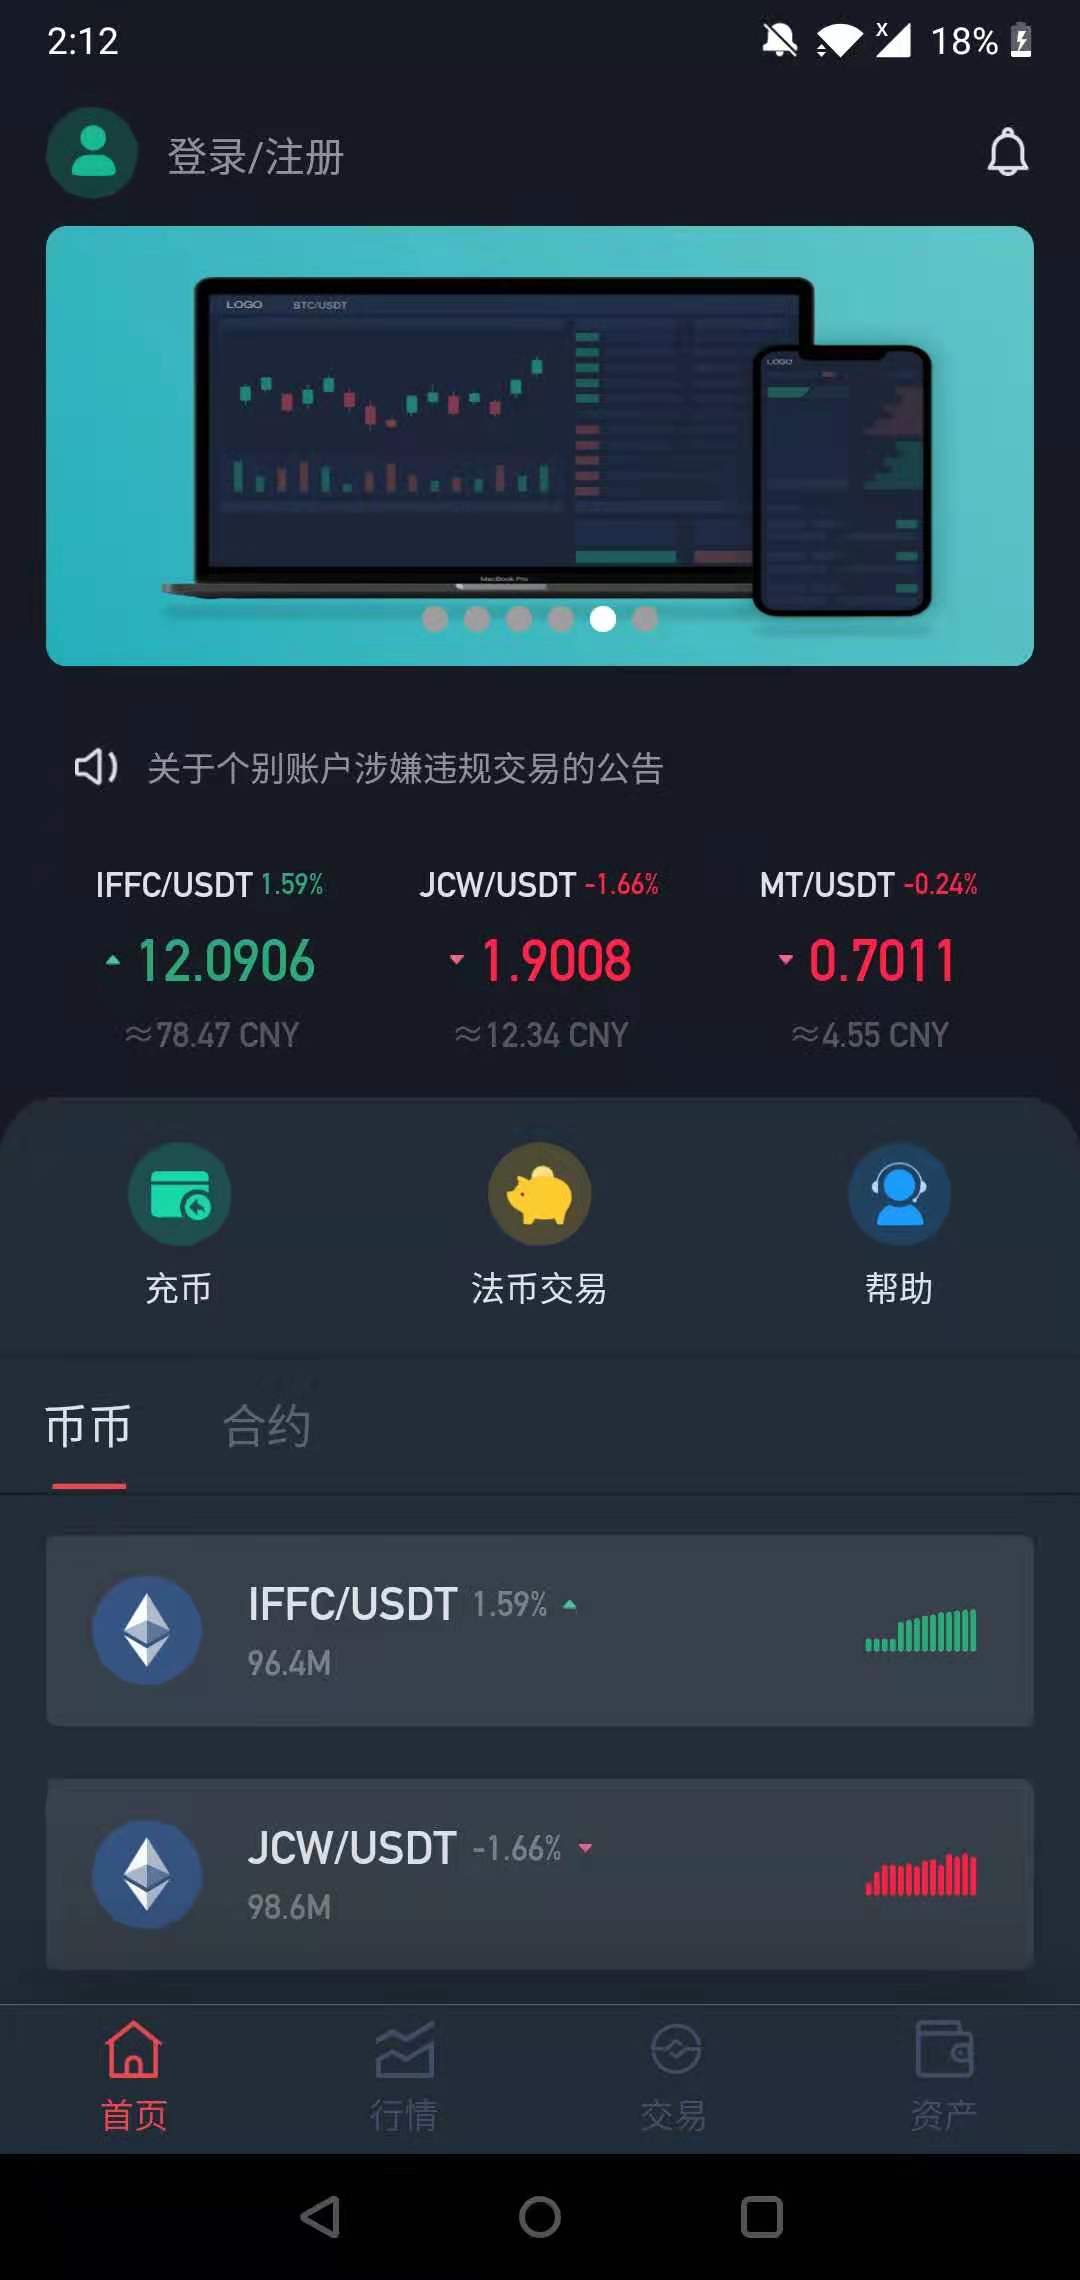 2:12
x
18%
登录/注册
LOGO
BTC/USDT
LOGO
MacBook Pro
关于个别账户涉嫌违规交易的公告
IFFC/USDT 1.59%
JCW/USDT -1.66%
MT/USDT -0.24%
12.0906
1.9008
0.7011
≈78.47 CNY
≈12.34 CNY
≈4.55 CNY
充币
法币交易
帮助
币币
合约
IFFC/USDT 1.59%
96.4M
JCW/USDT -1.66%
98.6M
首页
行情
交易
资产